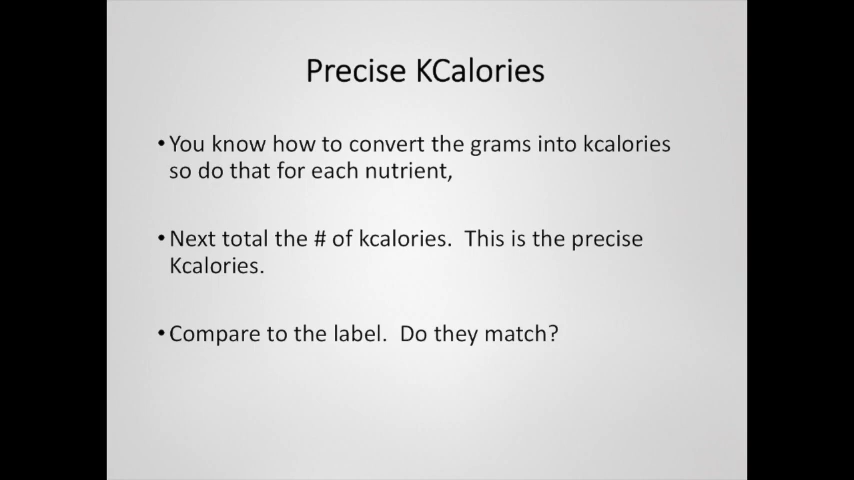 Precise KCalories
• You know how to convert the grams into kcalories
so do that for each nutrient,
• Next total the # of kcalories.  This is the precise
Kcalories.
• Compare to the label.  Do they match?